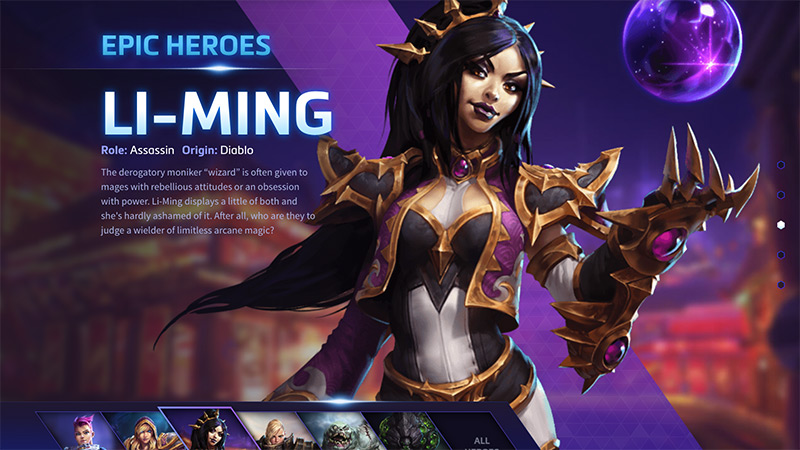 EPIC HEROES
LI-MING
Role: Assassin Origin: Diablo
The derogatory moniker “wizard” is often given to
mages with rebellious attitudes or an obsession
with power. Li-Ming displays a little of both and
she's hardly ashamed of it. After all, who are they to
judge a wielder of limitless arcane magic?
ALL
HEROES